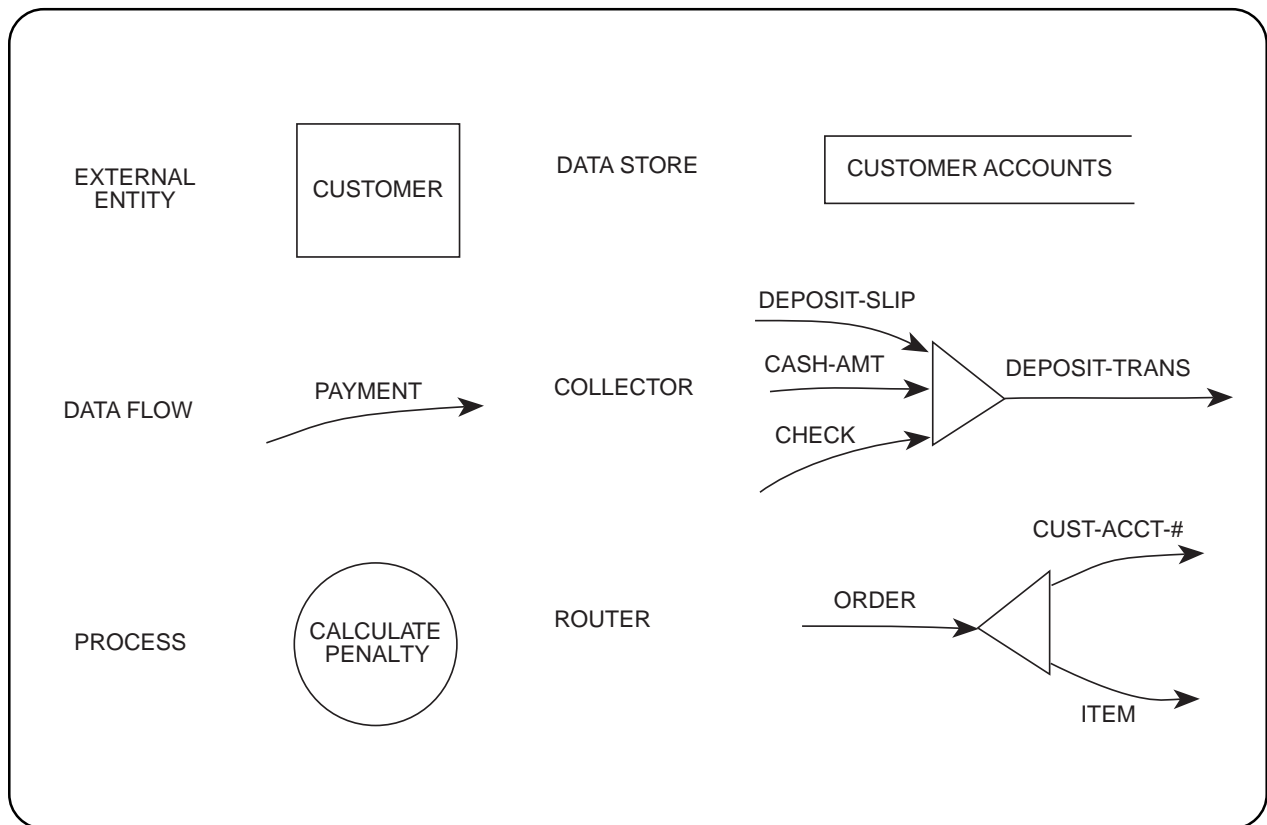 EXTERNAL
ENTITY
CUSTOMER
DATA STORE
CUSTOMER ACCOUNTS
DATA FLOW
PAYMENT
COLLECTOR
DEPOSIT-SLIP
CASH-AMT
CHECK
DEPOSIT-TRANS
PROCESS
CALCULATE
PENALTY
ROUTER
ORDER
CUST-ACCT-#
ITEM